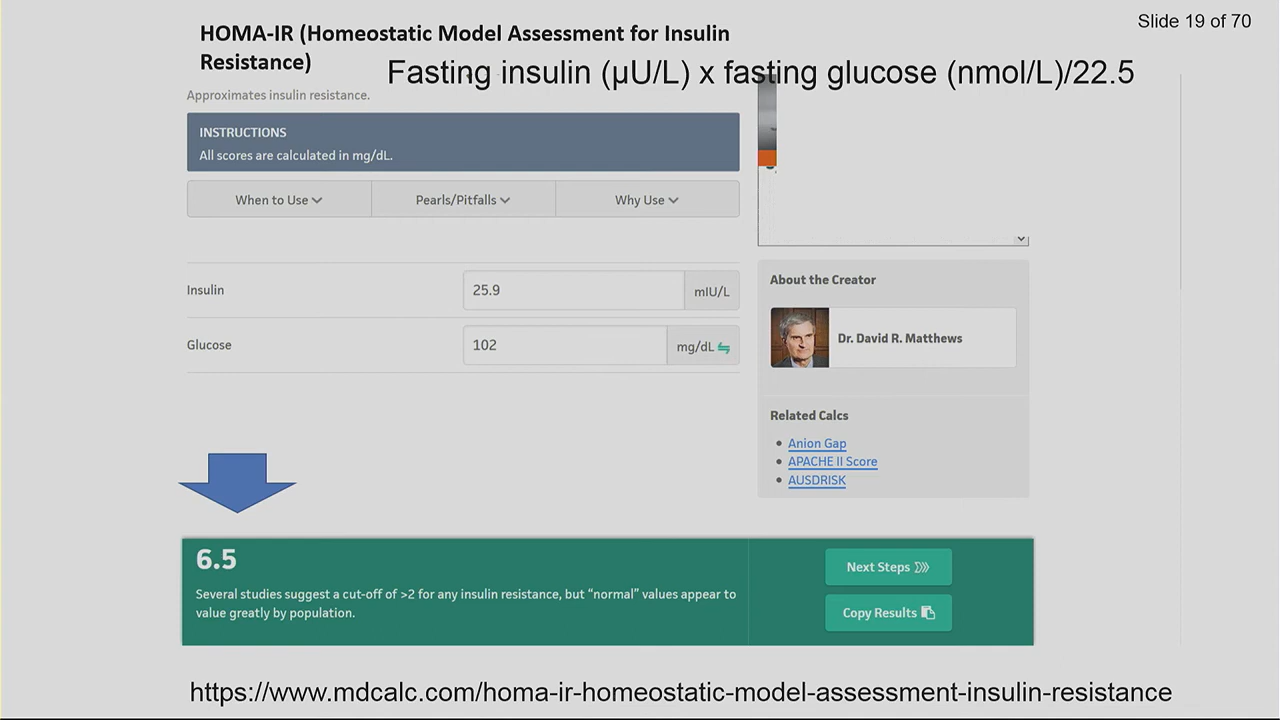 Slide 19 of 70
HOMA-IR (Homeostatic Model Assessment for Insulin
Resistance)
Fasting insulin (µU/L) x fasting glucose (nmol/L)/22.5
Approximates insulin resistance.
INSTRUCTIONS
All scores are calculated in mg/dL.
When to Use
Pearls/Pitfalls
Why Use
Insulin
25.9
mIU/L
Glucose
102
mg/dL
About the Creator
Dr. David R. Matthews
Related Calcs
• Anion Gap
• APACHE II Score
• AUSDRISK
6.5
Several studies suggest a cut-off of >2 for any insulin resistance, but “normal” values appear to
value greatly by population.
Next Steps
Copy Results
https://www.mdcalc.com/homa-ir-homeostatic-model-assessment-insulin-resistance